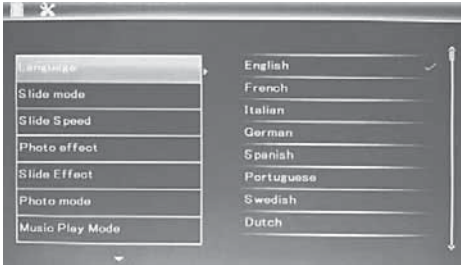 Language
Slide mode
Slide Speed
Photo effect
Slide Effect
Photo mode
Music Play Mode
English
French
Italian
German
Spanish
Portuguese
Swedish
Dutch